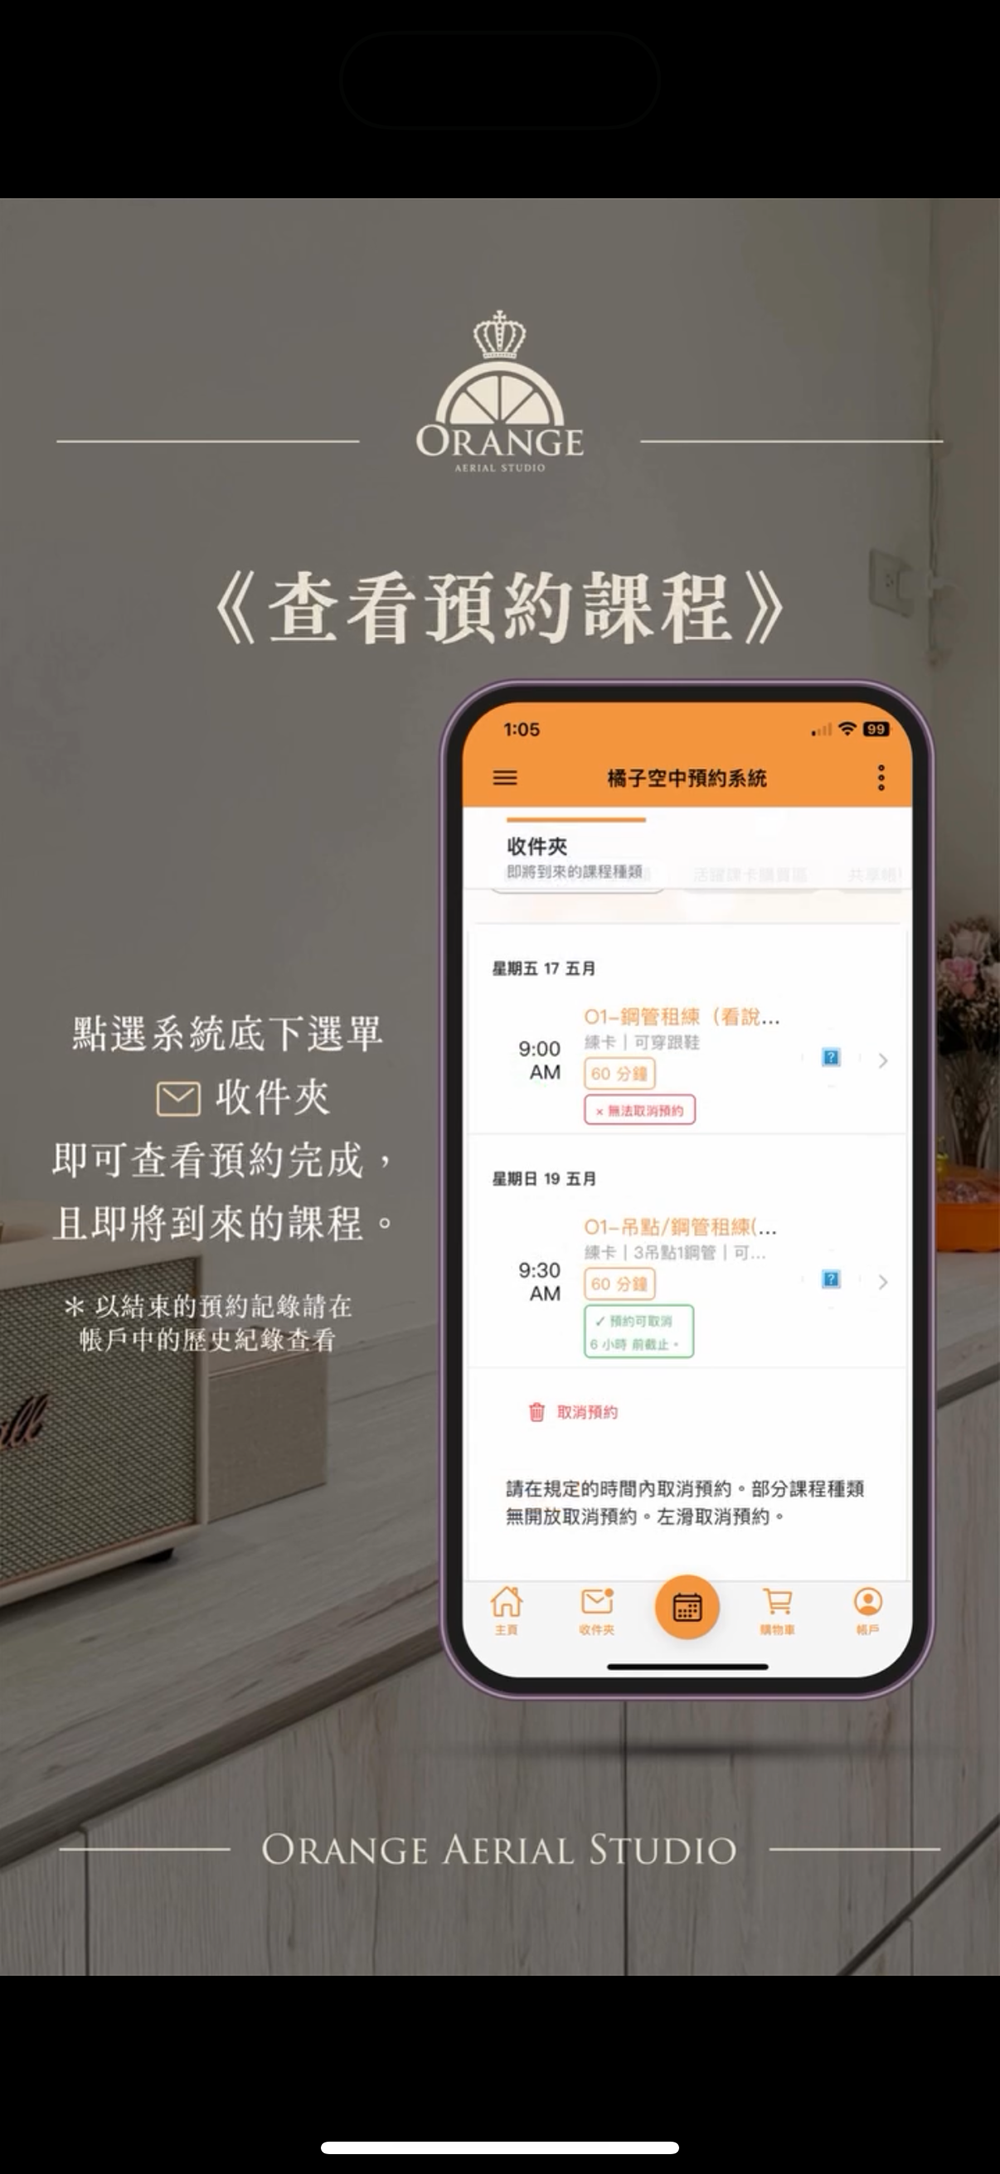 ORANGE
AERIAL STUDIO
《查看預約課程》
點選系統底下選單
收件夾
即可查看預約完成，
且即將到來的課程。
＊以結束的預約記錄請在
帳戶中的歷史紀錄查看
1:05
99
橘子空中預約系統
收件夾
即將到來的課程種類
活躍課卡購買區
星期五 17 五月
9:00
AM
O1-鋼管租練（看說...
練卡 | 可穿跟鞋
60 分鐘
× 無法取消預約
星期日 19 五月
9:30
AM
O1-吊點/鋼管租練(...
練卡 | 3吊點1鋼管 | 可...
60 分鐘
✓ 預約可取消
6 小時 前截止。
取消預約
請在規定的時間內取消預約。部分課程種類
無開放取消預約。左滑取消預約。
主頁
收件夾
購物車
帳戶
ORANGE AERIAL STUDIO